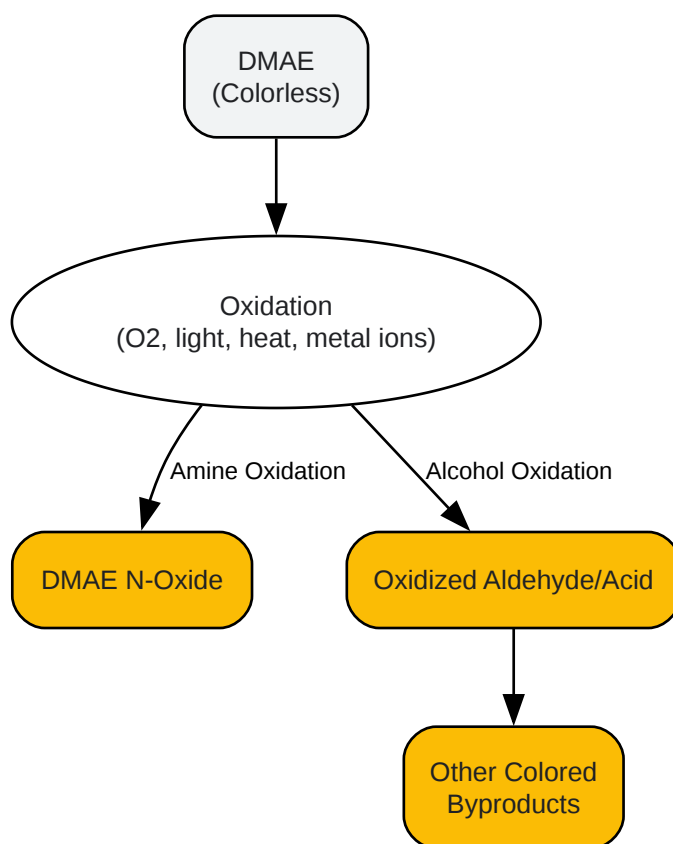 DMAE
(Colorless)
Oxidation
(O2, light, heat, metal ions)
Amine Oxidation
Alcohol Oxidation
DMAE N-Oxide
Oxidized Aldehyde/Acid
Other Colored
Byproducts